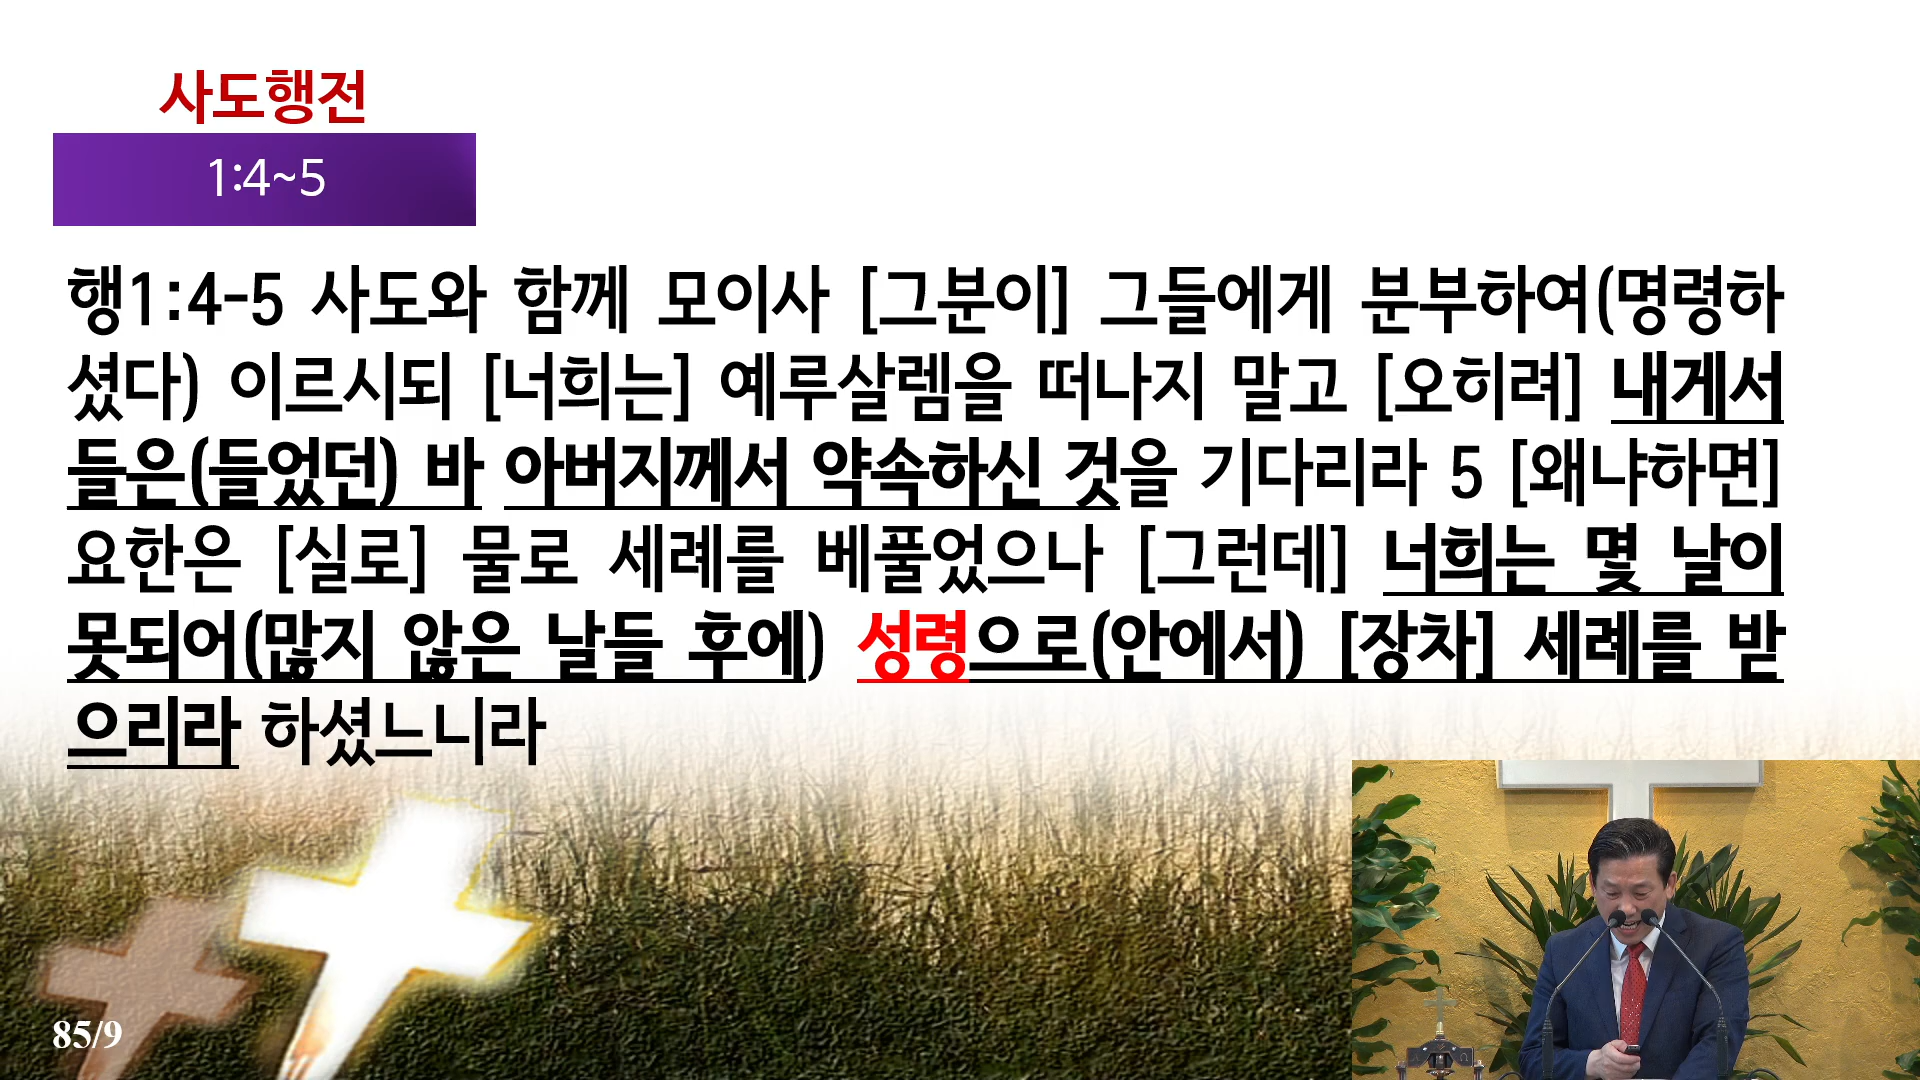 사도행전
1:4~5
행1:4-5 사도와 함께 모이사 [그분이] 그들에게 분부하여(명령하
셨다) 이르시되 [너희는] 예루살렘을 떠나지 말고 [오히려] 내게서
들은(들었던) 바 아버지께서 약속하신 것을 기다리라 5 [왜냐하면]
요한은 [실로] 물로 세례를 베풀었으나 [그런데] 너희는 몇 날이
못되어(많지 않은 날들 후에) 성령으로(안에서) [장차] 세례를 받
으리라 하셨느니라
85/9